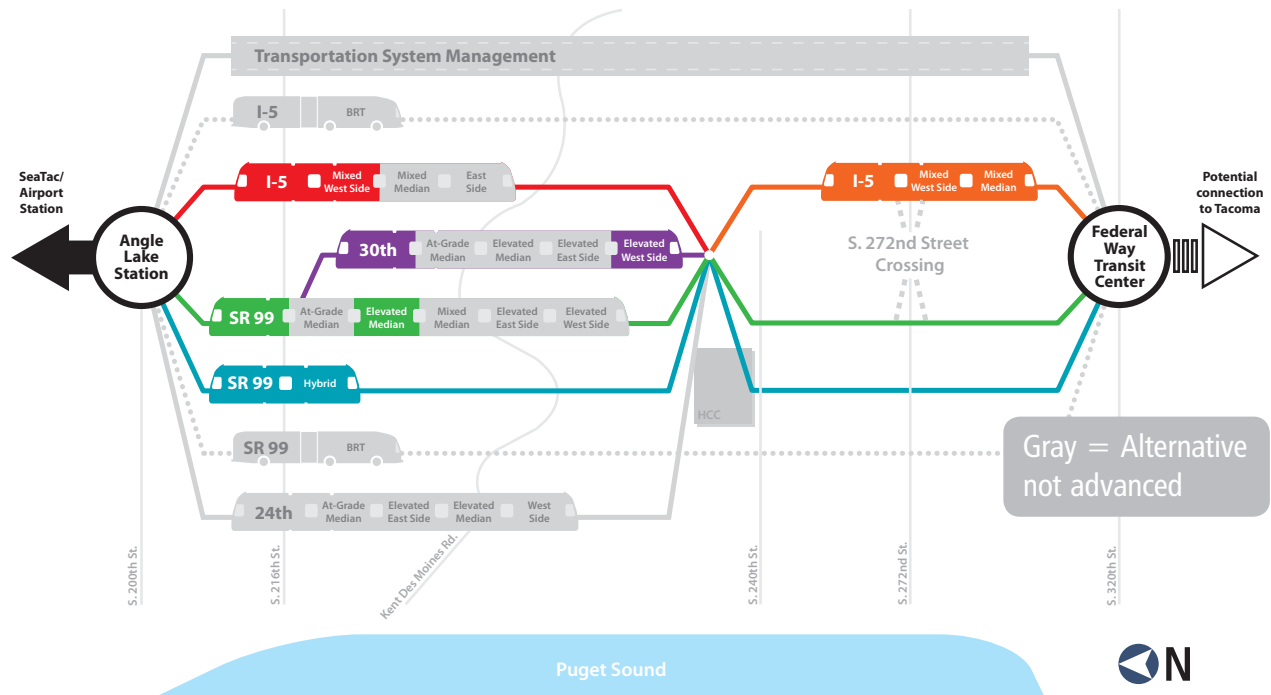 Transportation System Management
I-5
BRT
SeaTac/
Airport
Station
I-5
Mixed
West Side
Mixed
Median
East
Side
I-5
Mixed
West Side
Mixed
Median
Potential
connection
to Tacoma
Angle
Lake
Station
30th
At-Grade
Median
Elevated
Median
Elevated
East Side
Elevated
West Side
S. 272nd Street
Crossing
Federal
Way
Transit
Center
SR 99
At-Grade
Median
Elevated
Median
Mixed
Median
Elevated
East Side
Elevated
West Side
SR 99
Hybrid
HCC
SR 99
BRT
Gray = Alternative
not advanced
24th
At-Grade
Median
Elevated
East Side
Elevated
Median
West
Side
S. 200th St.
S. 216th St.
Kent Des Moines Rd.
S. 240th St.
S. 272nd St.
S. 320th St.
Puget Sound
N